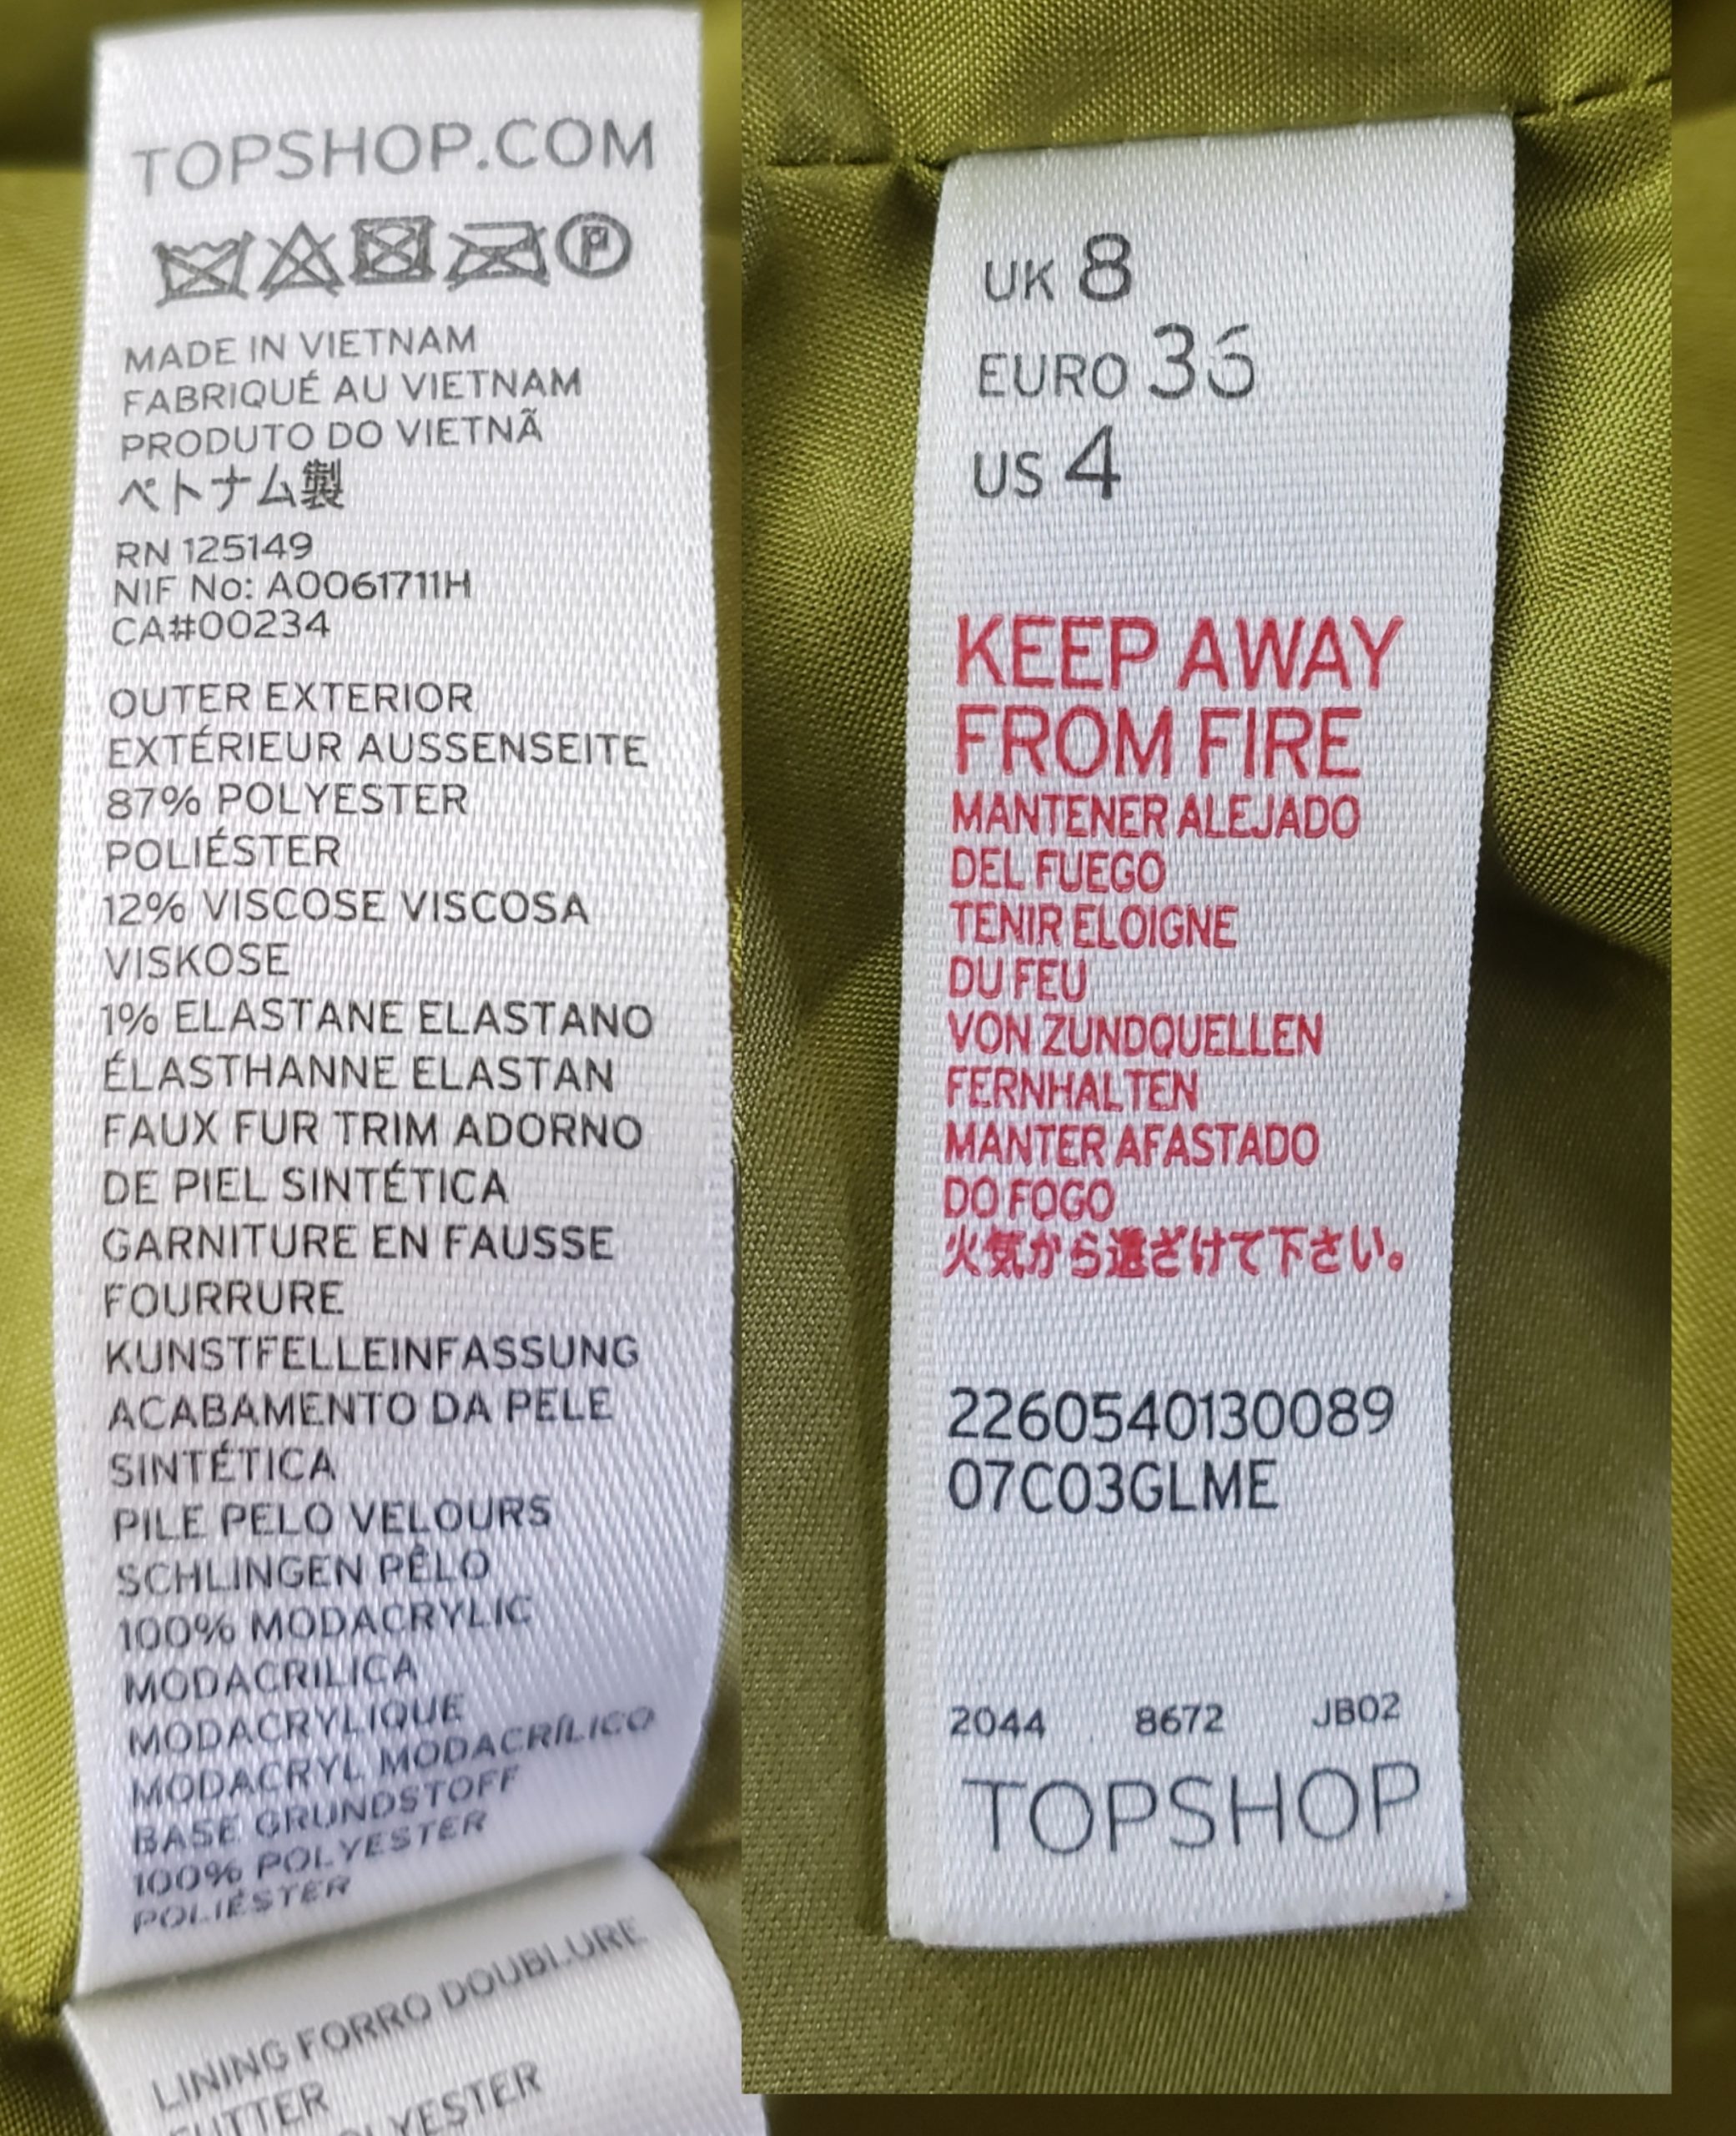 TOPSHOP.COM
P
MADE IN VIETNAM
FABRIQUÉ AU VIETNAM
PRODUTO DO VIETNÃ
ベトナム製
RN 125149
NIF No: A0061711H
CA#00234
OUTER EXTERIOR
EXTÉRIEUR AUSSENSEITE
87% POLYESTER
POLIÉSTER
12% VISCOSE VISCOSA
VISKOSE
1% ELASTANE ELASTANO
ÉLASTHANNE ELASTAN
FAUX FUR TRIM ADORNO
DE PIEL SINTÉTICA
GARNITURE EN FAUSSE
FOURRURE
KUNSTFELLEINFASSUNG
ACABAMENTO DA PELE
SINTÉTICA
PILE PELO VELOURS
SCHLINGEN PÊLO
100% MODACRYLIC
MODACRILICA
MODACRYLIQUE
MODACRYL MODACRÍLICO
BASE GRUNDSTOFF
100% POLYESTER
POLIÉSTER
LINING FORRO DOUBLURE
FUTTER
POLYESTER
UK 8
EURO 36
US 4
KEEP AWAY
FROM FIRE
MANTENER ALEJADO
DEL FUEGO
TENIR ELOIGNE
DU FEU
VON ZUNDQUELLEN
FERNHALTEN
MANTER AFASTADO
DO FOGO
火気から遠ざけて下さい。
2260540130089
07C03GLME
2044 8672 JB02
TOPSHOP